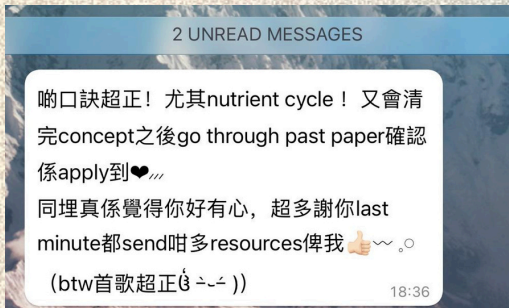 2 UNREAD MESSAGES
啲口訣超正！尤其nutrient cycle！又會清
完concept之後go through past paper確認
係apply到❤︎˶˶˶
同埋真係覺得你好有心，超多謝你last
minute都send咁多resources俾我👍🏻〰 ｡○
（btw首歌超正 ))
18:36